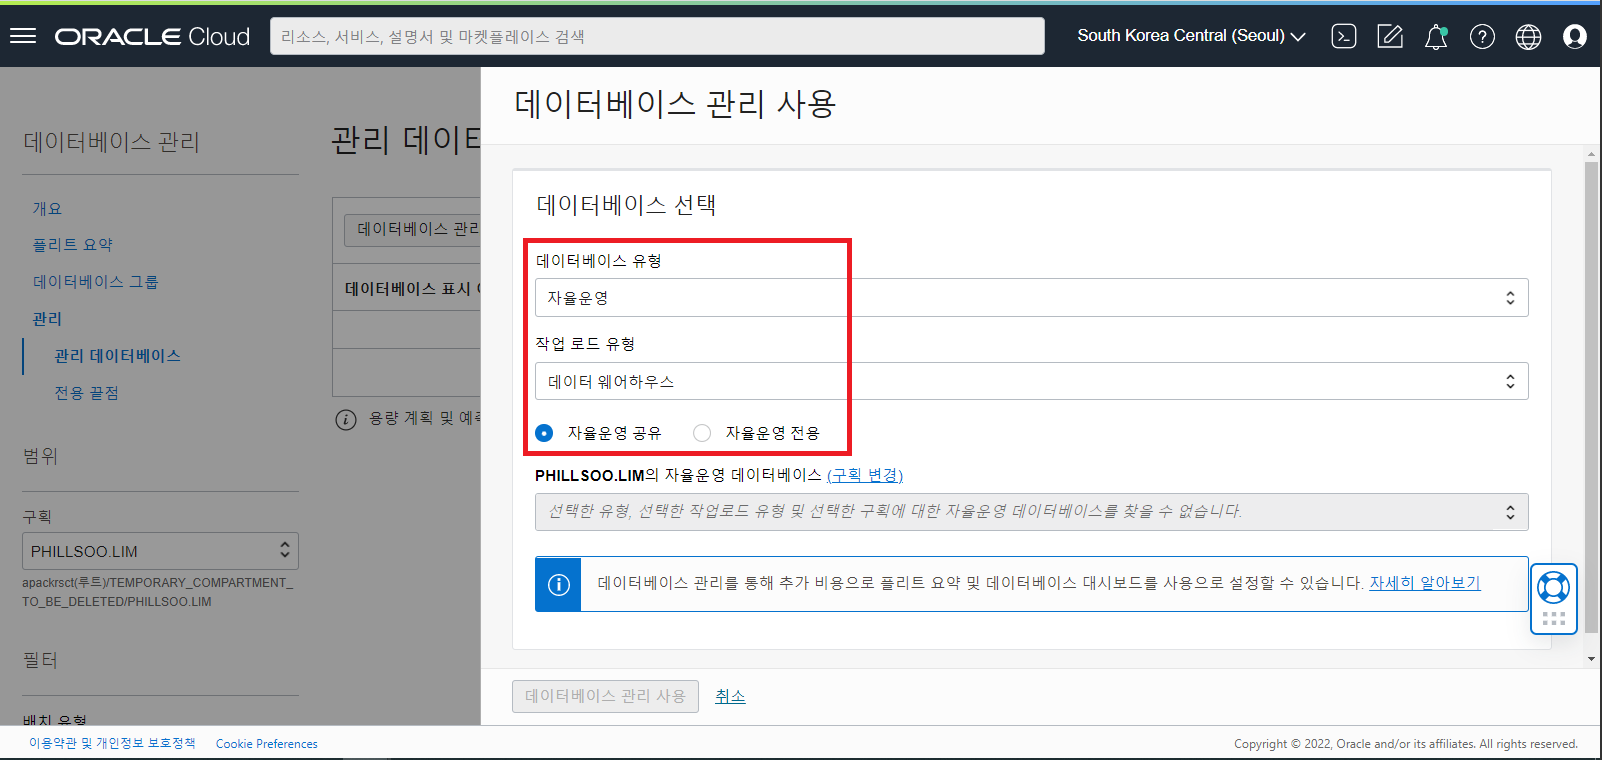 ORACLE Cloud
리소스, 서비스, 설명서 및 마켓플레이스 검색
South Korea Central (Seoul)
데이터베이스 관리
개요
플리트 요약
데이터베이스 그룹
관리
관리 데이터베이스
전용 끝점
범위
구획
PHILLSOO.LIM
apackrsct(루트)/TEMPORARY_COMPARTMENT_
TO_BE_DELETED/PHILLSOO.LIM
필터
배치 유형
관리 데이터
데이터베이스 관리
데이터베이스 표시
용량 계획 및 예측
데이터베이스 관리 사용
데이터베이스 선택
데이터베이스 유형
자율운영
작업 로드 유형
데이터 웨어하우스
자율운영 공유 자율운영 전용
PHILLSOO.LIM의 자율운영 데이터베이스 (구획 변경)
선택한 유형, 선택한 작업로드 유형 및 선택한 구획에 대한 자율운영 데이터베이스를 찾을 수 없습니다.
데이터베이스 관리를 통해 추가 비용으로 플리트 요약 및 데이터베이스 대시보드를 사용으로 설정할 수 있습니다. 자세히 알아보기
데이터베이스 관리 사용 취소
이용약관 및 개인정보 보호정책 Cookie Preferences
Copyright © 2022, Oracle and/or its affiliates. All rights reserved.